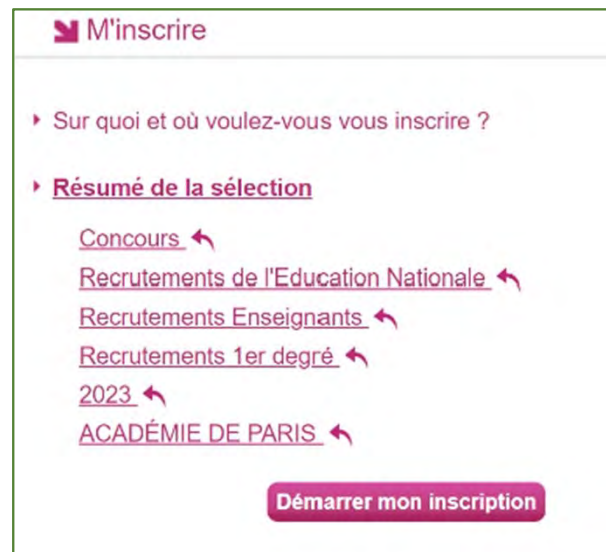 M'inscrire
Sur quoi et où voulez-vous vous inscrire ?
Résumé de la sélection
Concours
Recrutements de l'Education Nationale
Recrutements Enseignants
Recrutements 1er degré
2023
ACADÉMIE DE PARIS
Démarrer mon inscription